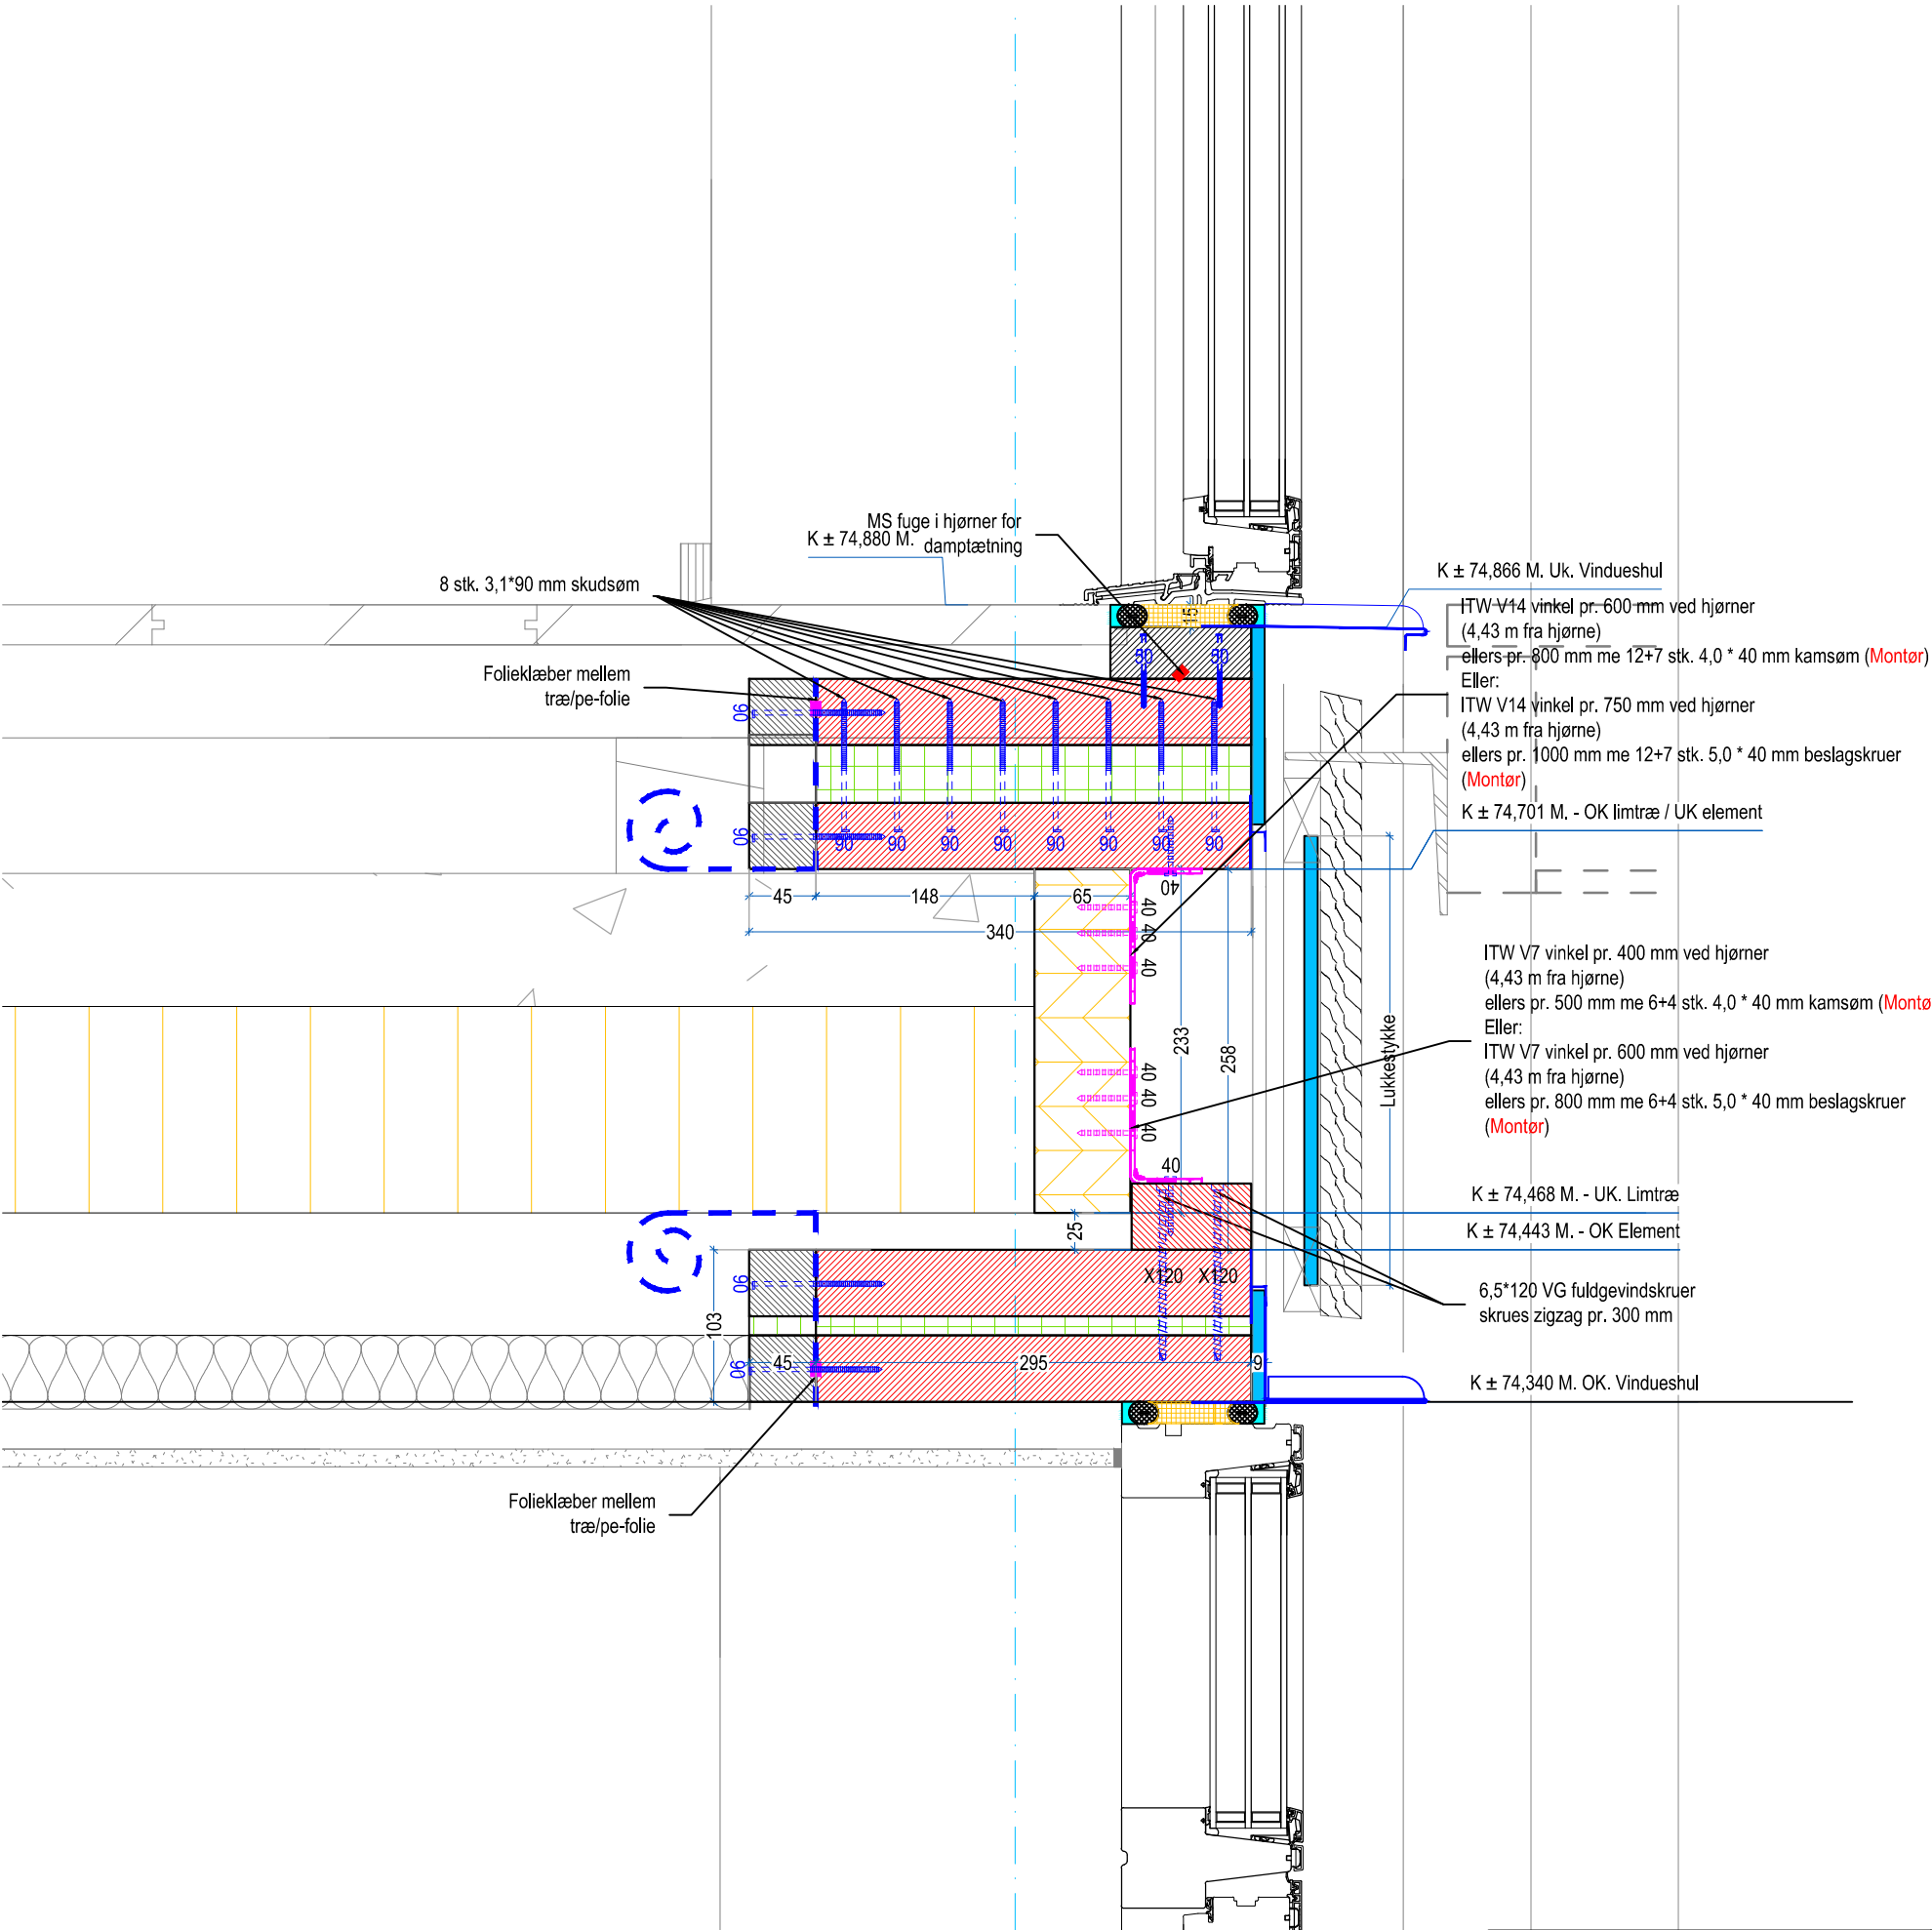 MS fuge i hjørner for
damptætning
K ± 74,880 M.
8 stk. 3,1*90 mm skudsøm
Folieklæber mellem
træ/pe-folie
K ± 74,866 M. Uk. Vindueshul
ITW V14 vinkel pr. 600 mm ved hjørner
(4,43 m fra hjørne)
ellers pr. 800 mm me 12+7 stk. 4,0 * 40 mm kamsøm (Montør)
Eller:
ITW V14 vinkel pr. 750 mm ved hjørner
(4,43 m fra hjørne)
ellers pr. 1000 mm me 12+7 stk. 5,0 * 40 mm beslagskruer
(Montør)
K ± 74,701 M. - OK limtræ / UK element
15
50 50
90
90
90 90 90 90 90 90 90 90
45 148 65
340
40
40 40 40
233
258
Lukkestykke
40 40 40
40
ITW V7 vinkel pr. 400 mm ved hjørner
(4,43 m fra hjørne)
ellers pr. 500 mm me 6+4 stk. 4,0 * 40 mm kamsøm (Montø
Eller:
ITW V7 vinkel pr. 600 mm ved hjørner
(4,43 m fra hjørne)
ellers pr. 800 mm me 6+4 stk. 5,0 * 40 mm beslagskruer
(Montør)
K ± 74,468 M. - UK. Limtræ
K ± 74,443 M. - OK Element
25
X120 X120
6,5*120 VG fuldgevindskruer
skrues zigzag pr. 300 mm
90
103
90
45 295 9
K ± 74,340 M. OK. Vindueshul
Folieklæber mellem
træ/pe-folie